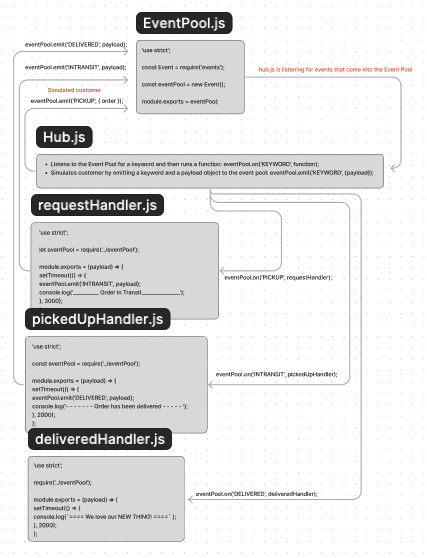 EventPool.js
eventPool.emit('DELIVERED', payload);
'use strict';
eventPool.emit('INTRANSIT', payload);
const Event = require('events');
hub.js is listening for events that come into the Event Pool
const eventPool = new Event();
Simulated customer
eventPool.emit('PICKUP', { order });
module.exports = eventPool;
Hub.js
• Listens to the Event Pool for a keyword and then runs a function: eventPool.on('KEYWORD', function);
• Simulates customer by emitting a keyword and a payload object to the event pool: eventPool.emit('KEYWORD', {payload});
requestHandler.js
'use strict';
let eventPool = require('../eventPool');
module.exports = (payload) => {
setTimeout(() => {
eventPool.emit('INTRANSIT', payload);
console.log('________ Order in Transit____________');
}, 3000);
eventPool.on('PICKUP', requestHandler);
pickedUpHandler.js
'use strict';
const eventPool = require('../eventPool');
module.exports = (payload) => {
setTimeout(() => {
eventPool.emit('DELIVERED', payload);
console.log('- - - - - - - Order has been delivered - - - - - ');
}, 2000);
};
eventPool.on('INTRANSIT', pickedUpHandler);
deliveredHandler.js
'use strict';
require('../eventPool');
module.exports = (payload) => {
setTimeout(() => {
console.log(`==== We love our NEW THING! ====` );
}, 2000);
};
eventPool.on('DELIVERED', deliveredHandler);